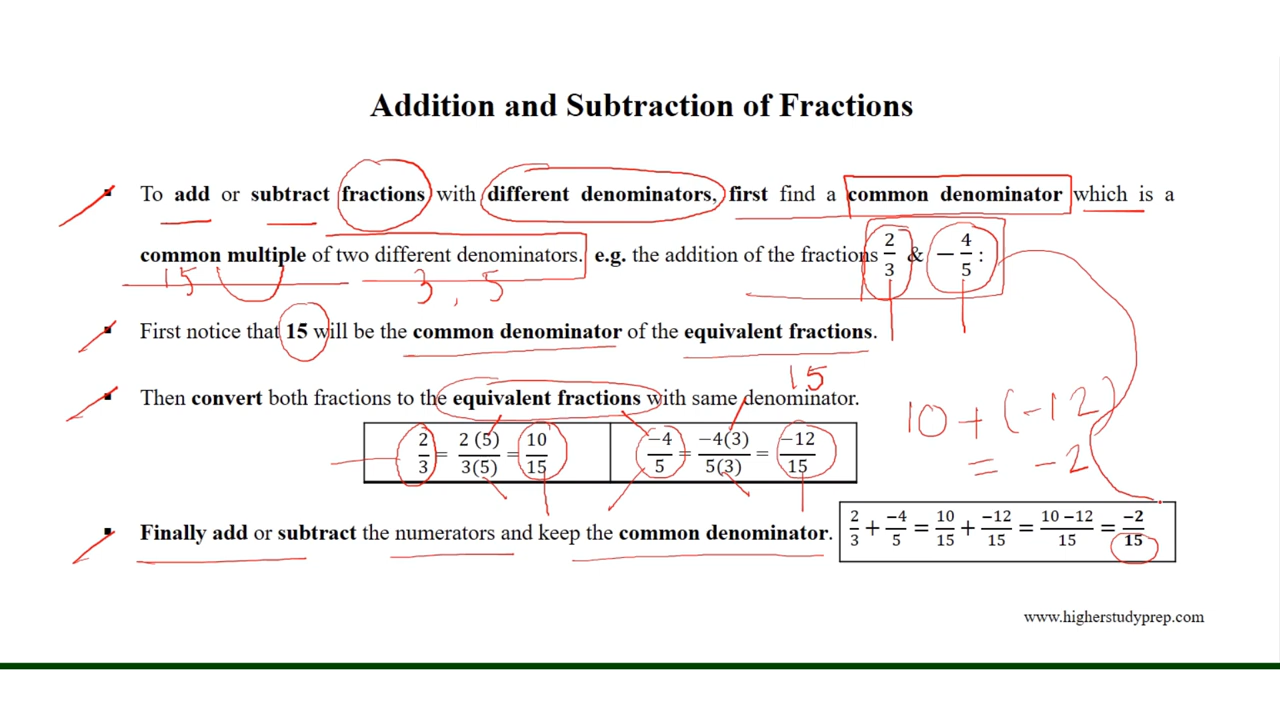 Addition and Subtraction of Fractions
▪ To add or subtract fractions with different denominators, first find a common denominator which is a
common multiple of two different denominators. e.g. the addition of the fractions 2/3 & −4/5:
15
3 , 5
▪ First notice that 15 will be the common denominator of the equivalent fractions.
15
▪ Then convert both fractions to the equivalent fractions with same denominator.
10 + (-12)
= -2
2/3 = 2 (5)/3(5) = 10/15
−4/5 = −4(3)/5(3) = −12/15
▪ Finally add or subtract the numerators and keep the common denominator.
2/3 + −4/5 = 10/15 + −12/15 = 10 −12/15 = −2/15
www.higherstudyprep.com